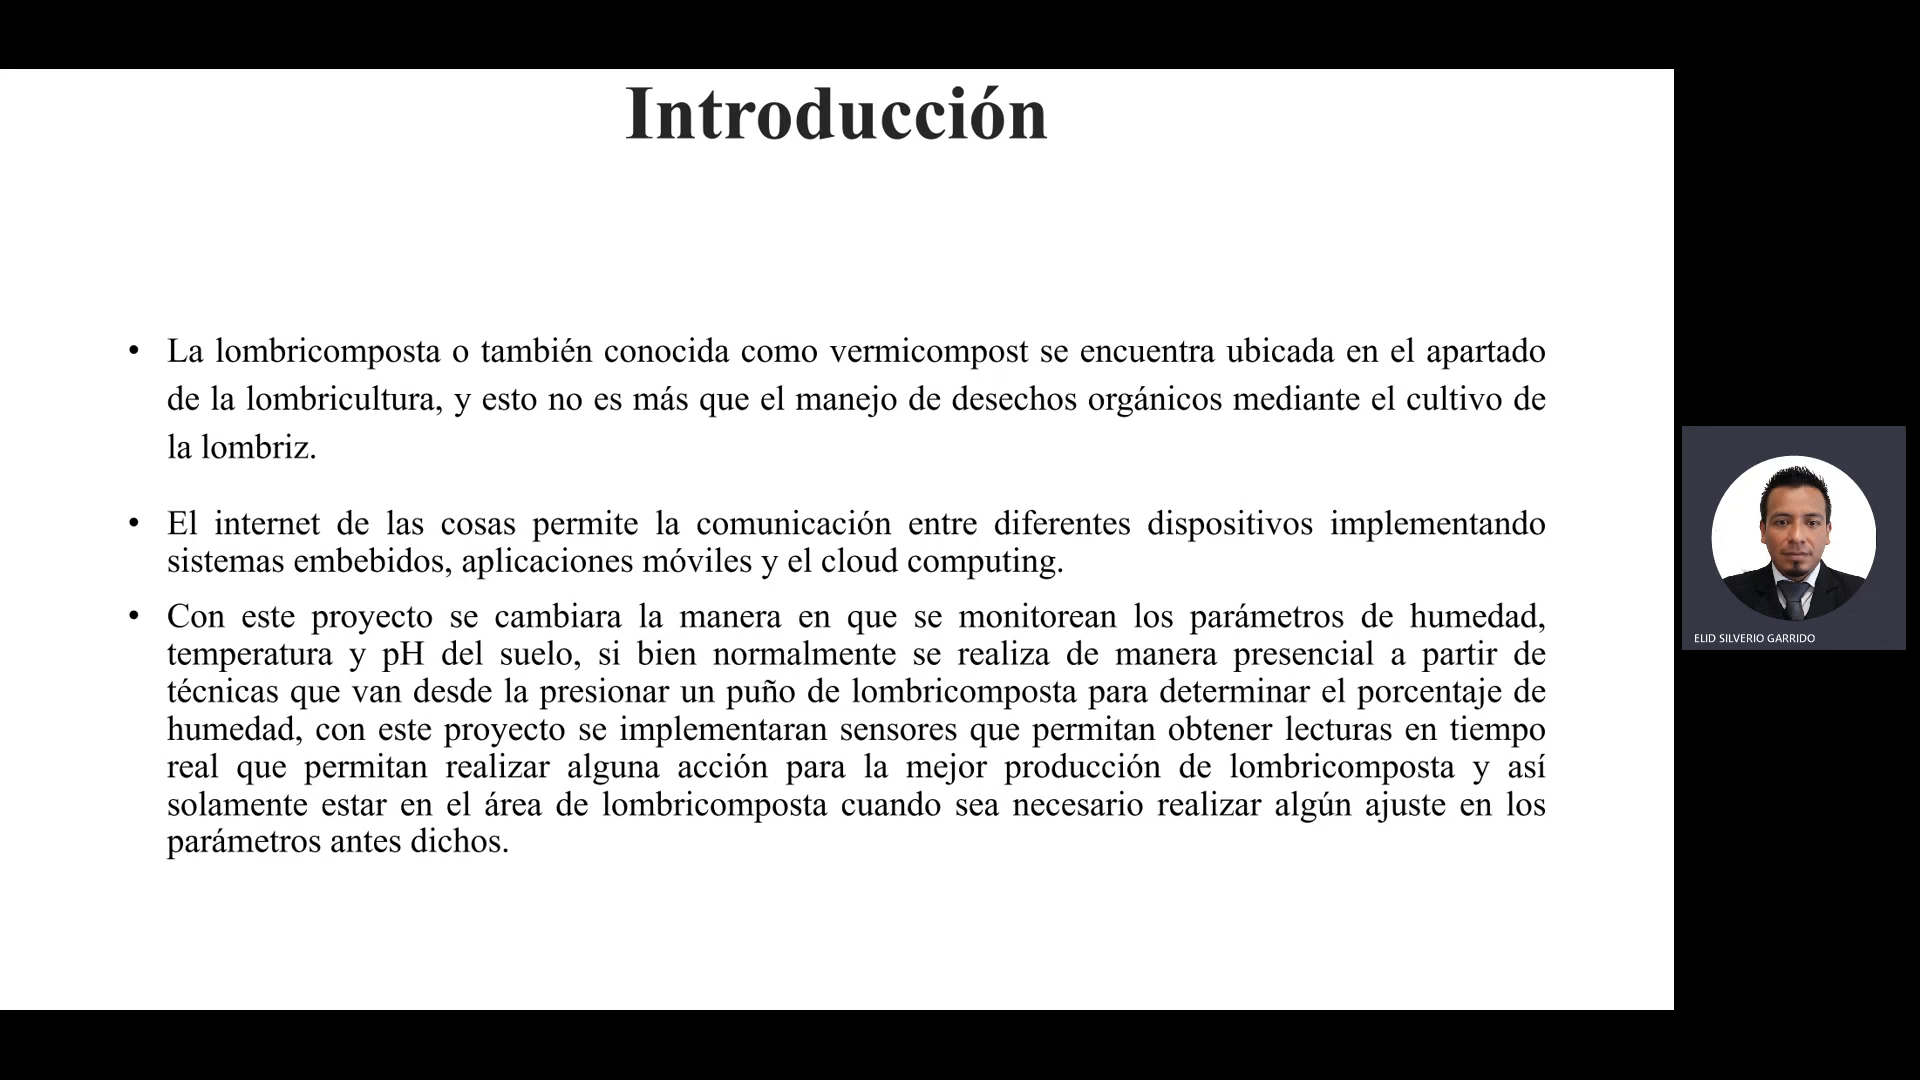 Introducción
• La lombricomposta o también conocida como vermicompost se encuentra ubicada en el apartado
de la lombricultura, y esto no es más que el manejo de desechos orgánicos mediante el cultivo de
la lombriz.
• El internet de las cosas permite la comunicación entre diferentes dispositivos implementando
sistemas embebidos, aplicaciones móviles y el cloud computing.
• Con este proyecto se cambiara la manera en que se monitorean los parámetros de humedad,
temperatura y pH del suelo, si bien normalmente se realiza de manera presencial a partir de
técnicas que van desde la presionar un puño de lombricomposta para determinar el porcentaje de
humedad, con este proyecto se implementaran sensores que permitan obtener lecturas en tiempo
real que permitan realizar alguna acción para la mejor producción de lombricomposta y así
solamente estar en el área de lombricomposta cuando sea necesario realizar algún ajuste en los
parámetros antes dichos.
ELID SILVERIO GARRIDO